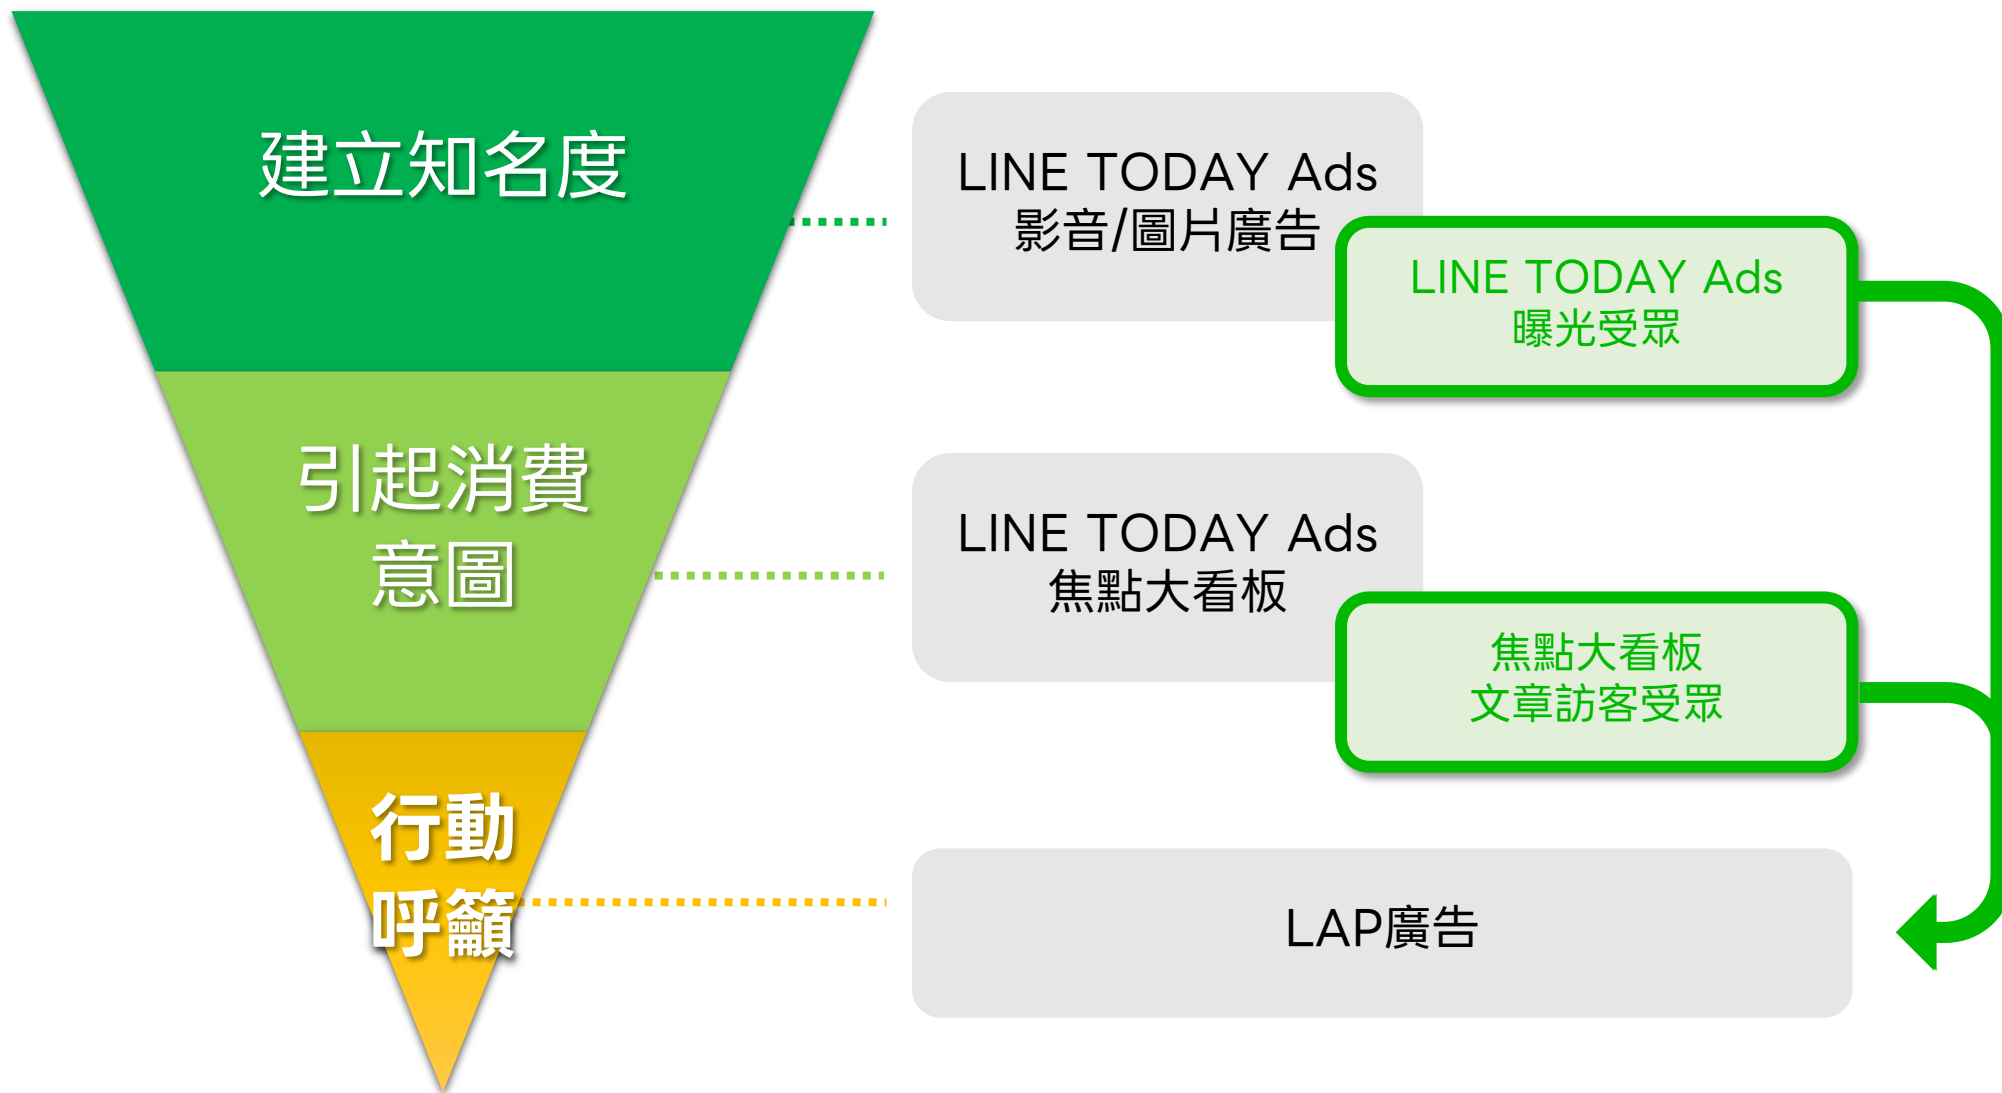 建立知名度
LINE TODAY Ads
影音/圖片廣告
LINE TODAY Ads
曝光受眾
引起消費
意圖
LINE TODAY Ads
焦點大看板
焦點大看板
文章訪客受眾
行動
呼籲
LAP廣告